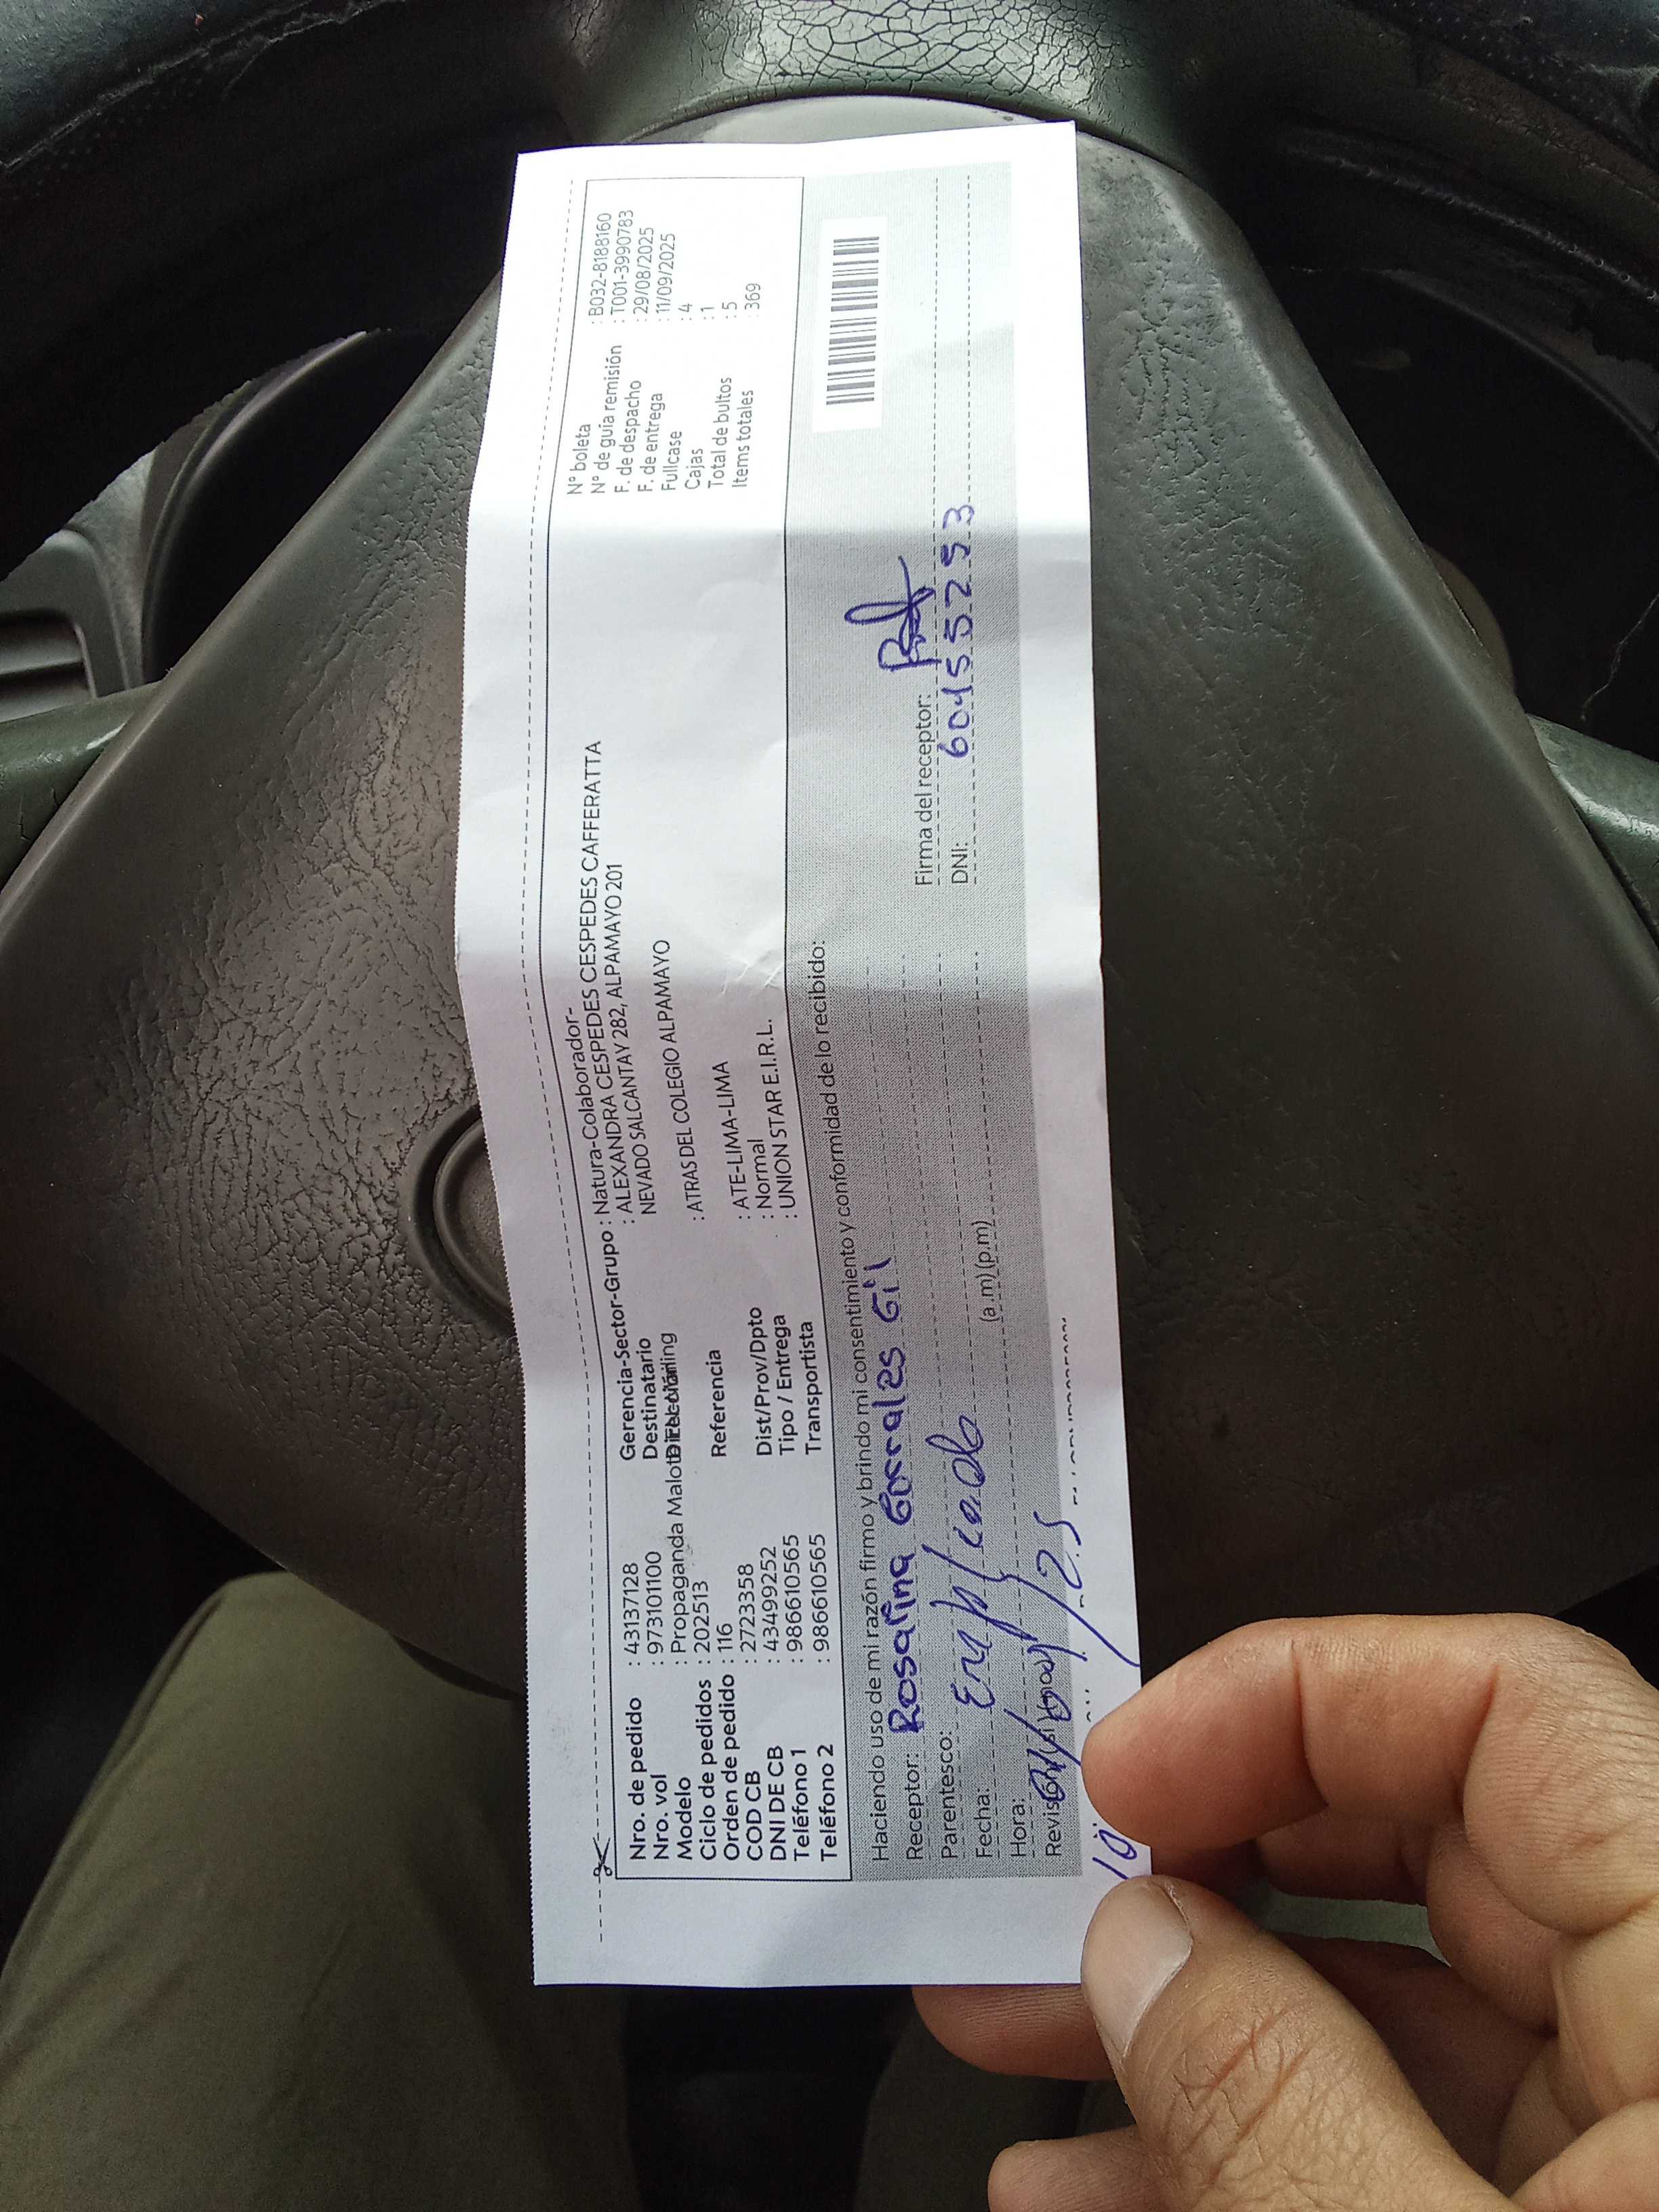 Nro. de pedido : 43137128
Nro. vol : 973101100
Modelo : Propaganda Malote
Ciclo de pedidos : 202513
Orden de pedido : 116
COD CB : 2723358
DNI DE CB : 43499252
Teléfono 1 : 986610565
Teléfono 2 : 986610565
Gerencia-Sector-Grupo : Natura-Colaborador-
Destinatario : ALEXANDRA CESPEDES CESPEDES CAFFERATTA
Dirección NEVADO SALCANTAY 282, ALPAMAYO 201
Referencia : ATRAS DEL COLEGIO ALPAMAYO
Dist/Prov/Dpto : ATE-LIMA-LIMA
Tipo / Entrega : Normal
Transportista : UNION STAR E.I.R.L.
Nº boleta : B032-8188160
Nº de guía remisión : T001-3990783
F. de despacho : 29/08/2025
F. de entrega : 11/09/2025
Fullcase : 4
Cajas : 1
Total de bultos : 5
Items totales : 369
Haciendo uso de mi razón firmo y brindo mi consentimiento y conformidad de lo recibido:
Receptor: Rosalina Corrales Gil
Parentesco:
Fecha:
Hora: (a.m) (p.m)
Firma del receptor:
DNI: